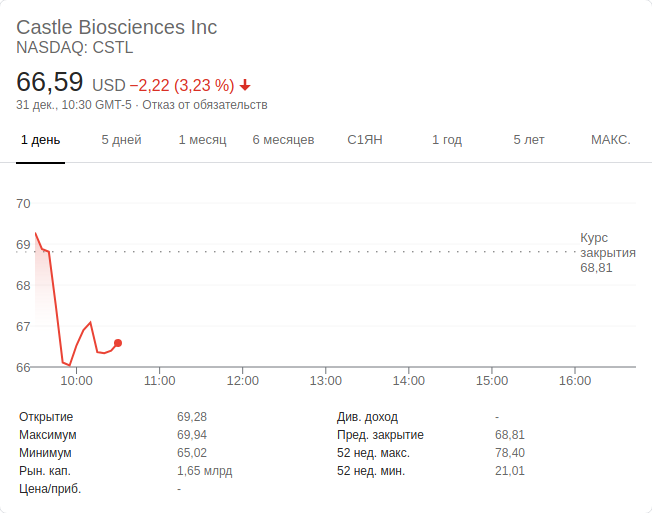 Castle Biosciences Inc
NASDAQ: CSTL
66,59 USD −2,22 (3,23 %)
31 дек., 10:30 GMT-5 · Отказ от обязательств
1 день 5 дней 1 месяц 6 месяцев С1ЯН 1 год 5 лет МАКС.
70
69
68
67
66
Курс
закрытия
68,81
10:00 11:00 12:00 13:00 14:00 15:00 16:00
Открытие 69,28 Див. доход -
Максимум 69,94 Пред. закрытие 68,81
Минимум 65,02 52 нед. макс. 78,40
Рын. кап. 1,65 млрд 52 нед. мин. 21,01
Цена/приб. -